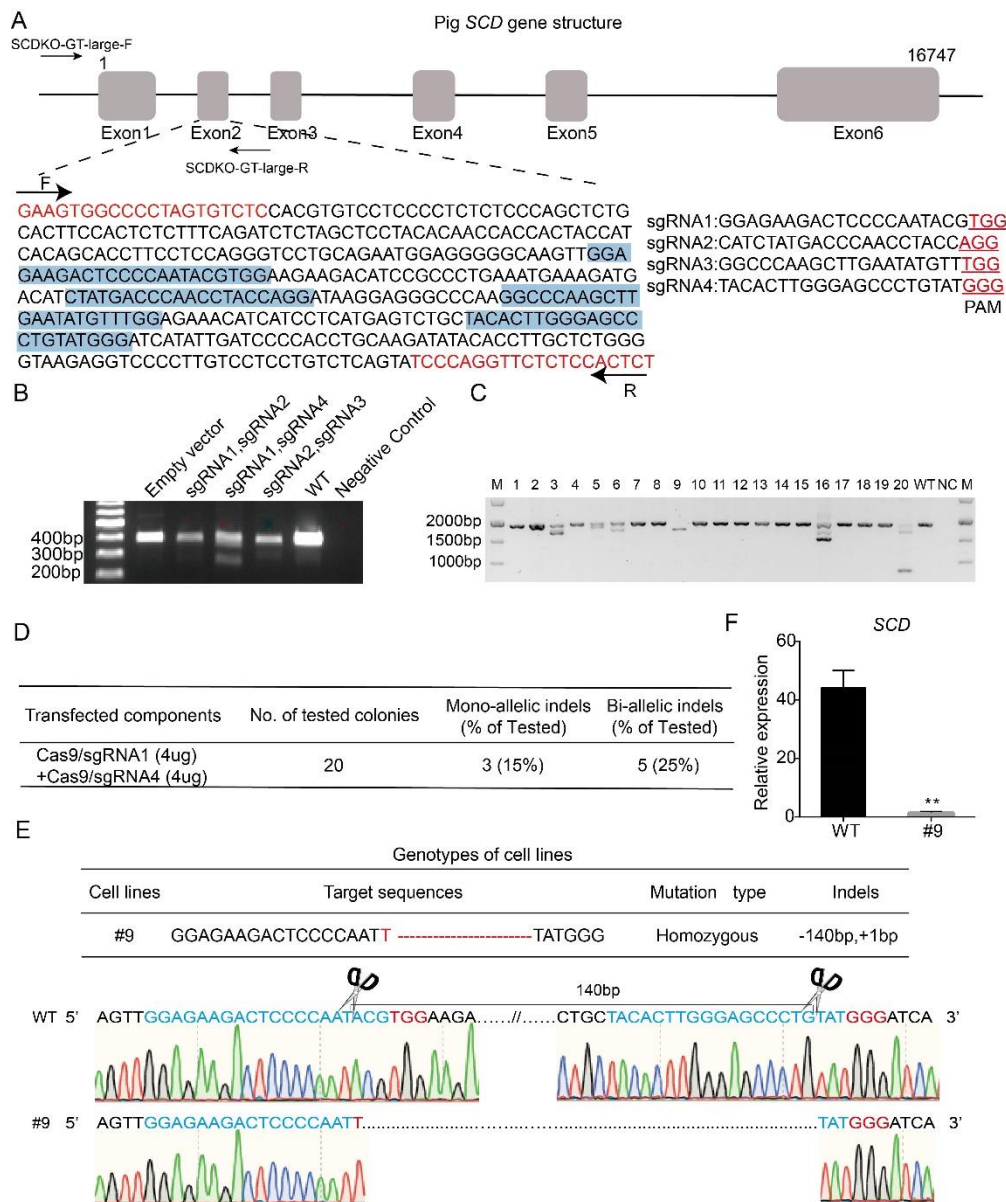 A
Pig SCD gene structure
SCDKO-GT-large-F
1
16747
Exon1
Exon2
Exon3
Exon4
Exon5
Exon6
SCDKO-GT-large-R
F
GAAGTGGCCCCTAGTGTCTCCACGTGTCCTCCCCCTCTCTCCCAGCTCTG
CACTTCCACTCTCTTTCAGATCTCTAGCTCCTACACAACCACCACTACCAT
CACAGCACCTTCCTCCAGGGTCCTGCAGAATGGAGGGGGCAAGTTGGA
GAAGACTCCCCAATACGTGGAAGAAGACATCCGCCCTGAAATGAAAGATG
ACATCTATGACCCAACCTACCAGGATAAGGAGGGCCCAAGGCCCAAGCTT
GAATATGTTTGGAGAAACATCATCCTCATGAGTCTGCTACACTTGGGAGCC
CTGTATGGGATCATATTGATCCCCACCTGCAAGATATACACCTTGCTCTGGG
GTAAGAGGTCCCCTTGTCCTCCTGTCTCAGTATCCCAGGTTCTCTCCACTCT
R
sgRNA1:GGAGAAGACTCCCCAATACGTGG
sgRNA2:CATCTATGACCCAACCTACCAGG
sgRNA3:GGCCCAAGCTTGAATATGTTTGG
sgRNA4:TACACTTGGGAGCCCTGTATGGG
PAM
B
Empty vector
sgRNA1,sgRNA2
sgRNA1,sgRNA4
sgRNA2,sgRNA3
WT
Negative Control
400bp
300bp
200bp
C
M 1 2 3 4 5 6 7 8 9 10 11 12 13 14 15 16 17 18 19 20 WT NC M
2000bp
1500bp
1000bp
D
Transfected components
No. of tested colonies
Mono-allelic indels
(% of Tested)
Bi-allelic indels
(% of Tested)
Cas9/sgRNA1 (4ug)
+Cas9/sgRNA4 (4ug)
20
3 (15%)
5 (25%)
F
SCD
Relative expression
60
40
20
0
**
WT
#9
E
Genotypes of cell lines
Cell lines
Target sequences
Mutation type
Indels
#9
GGAGAAGACTCCCCAATT-----------------------TATGGG
Homozygous
-140bp,+1bp
140bp
WT 5' AGTTGGAGAAGACTCCCCAATACGTGGAAGA......//......CTGCTACACTTGGGAGCCCTGTATGGGATCA 3'
#9 5' AGTTGGAGAAGACTCCCCAATT......TATGGGATCA 3'